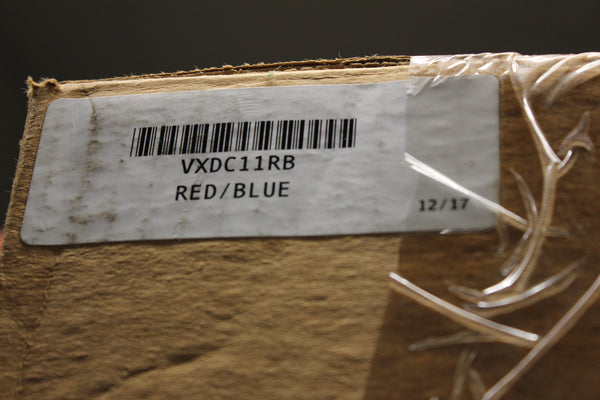 VXDC11RB
RED/BLUE
12/17